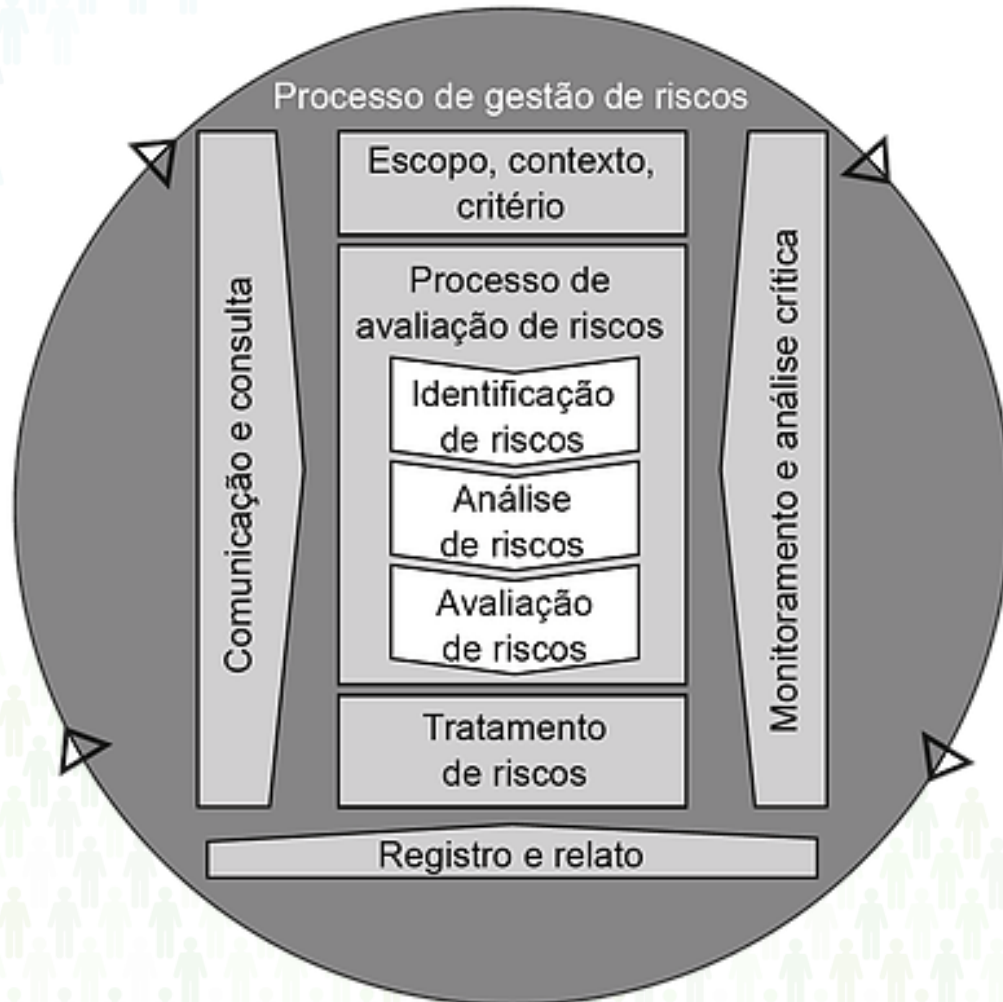 Processo de gestão de riscos
Escopo, contexto,
critério
Processo de
avaliação de riscos
Identificação
de riscos
Análise
de riscos
Avaliação
de riscos
Tratamento
de riscos
Comunicação e consulta
Monitoramento e análise crítica
Registro e relato